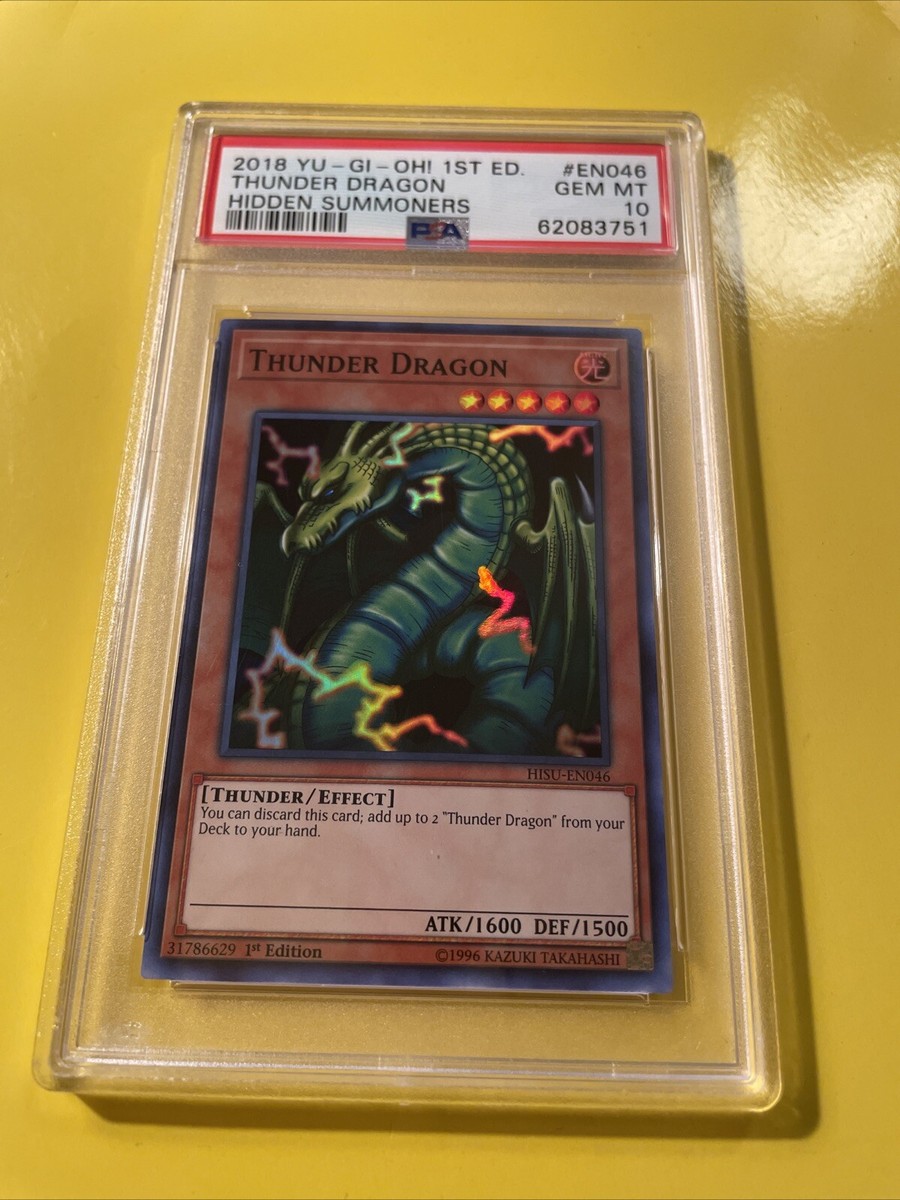 2018 YU-GI-OH! 1ST ED. #EN046
THUNDER DRAGON GEM MT
HIDDEN SUMMONERS 10
PSA 62083751
THUNDER DRAGON
光
HISU-EN046
[THUNDER/EFFECT]
You can discard this card; add up to 2 "Thunder Dragon" from your
Deck to your hand.
ATK/1600 DEF/1500
31786629 1st Edition ©1996 KAZUKI TAKAHASHI